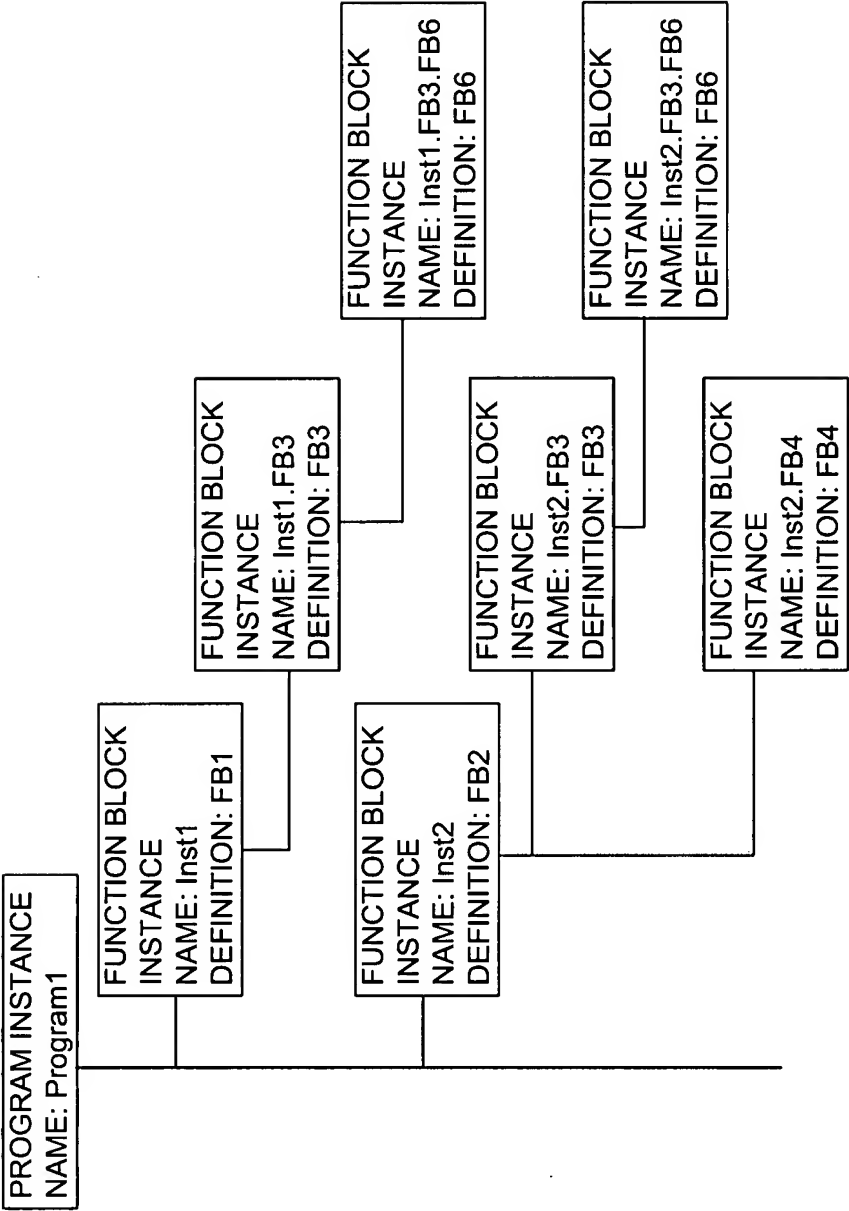 PROGRAM INSTANCE
NAME: Program1
FUNCTION BLOCK
INSTANCE
NAME: Inst1
DEFINITION: FB1
FUNCTION BLOCK
INSTANCE
NAME: Inst1.FB3
DEFINITION: FB3
FUNCTION BLOCK
INSTANCE
NAME: Inst1.FB3.FB6
DEFINITION: FB6
FUNCTION BLOCK
INSTANCE
NAME: Inst2
DEFINITION: FB2
FUNCTION BLOCK
INSTANCE
NAME: Inst2.FB3
DEFINITION: FB3
FUNCTION BLOCK
INSTANCE
NAME: Inst2.FB3.FB6
DEFINITION: FB6
FUNCTION BLOCK
INSTANCE
NAME: Inst2.FB4
DEFINITION: FB4